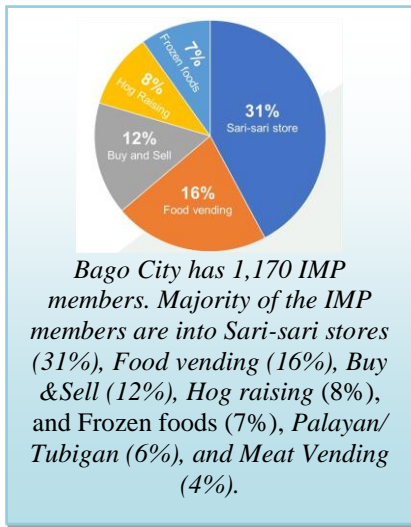 7%
Frozen foods
8%
Hog Raising
31%
Sari-sari store
12%
Buy and Sell
16%
Food vending
Bago City has 1,170 IMP
members. Majority of the IMP
members are into Sari-sari stores
(31%), Food vending (16%), Buy
&Sell (12%), Hog raising (8%),
and Frozen foods (7%), Palayan/
Tubigan (6%), and Meat Vending
(4%).